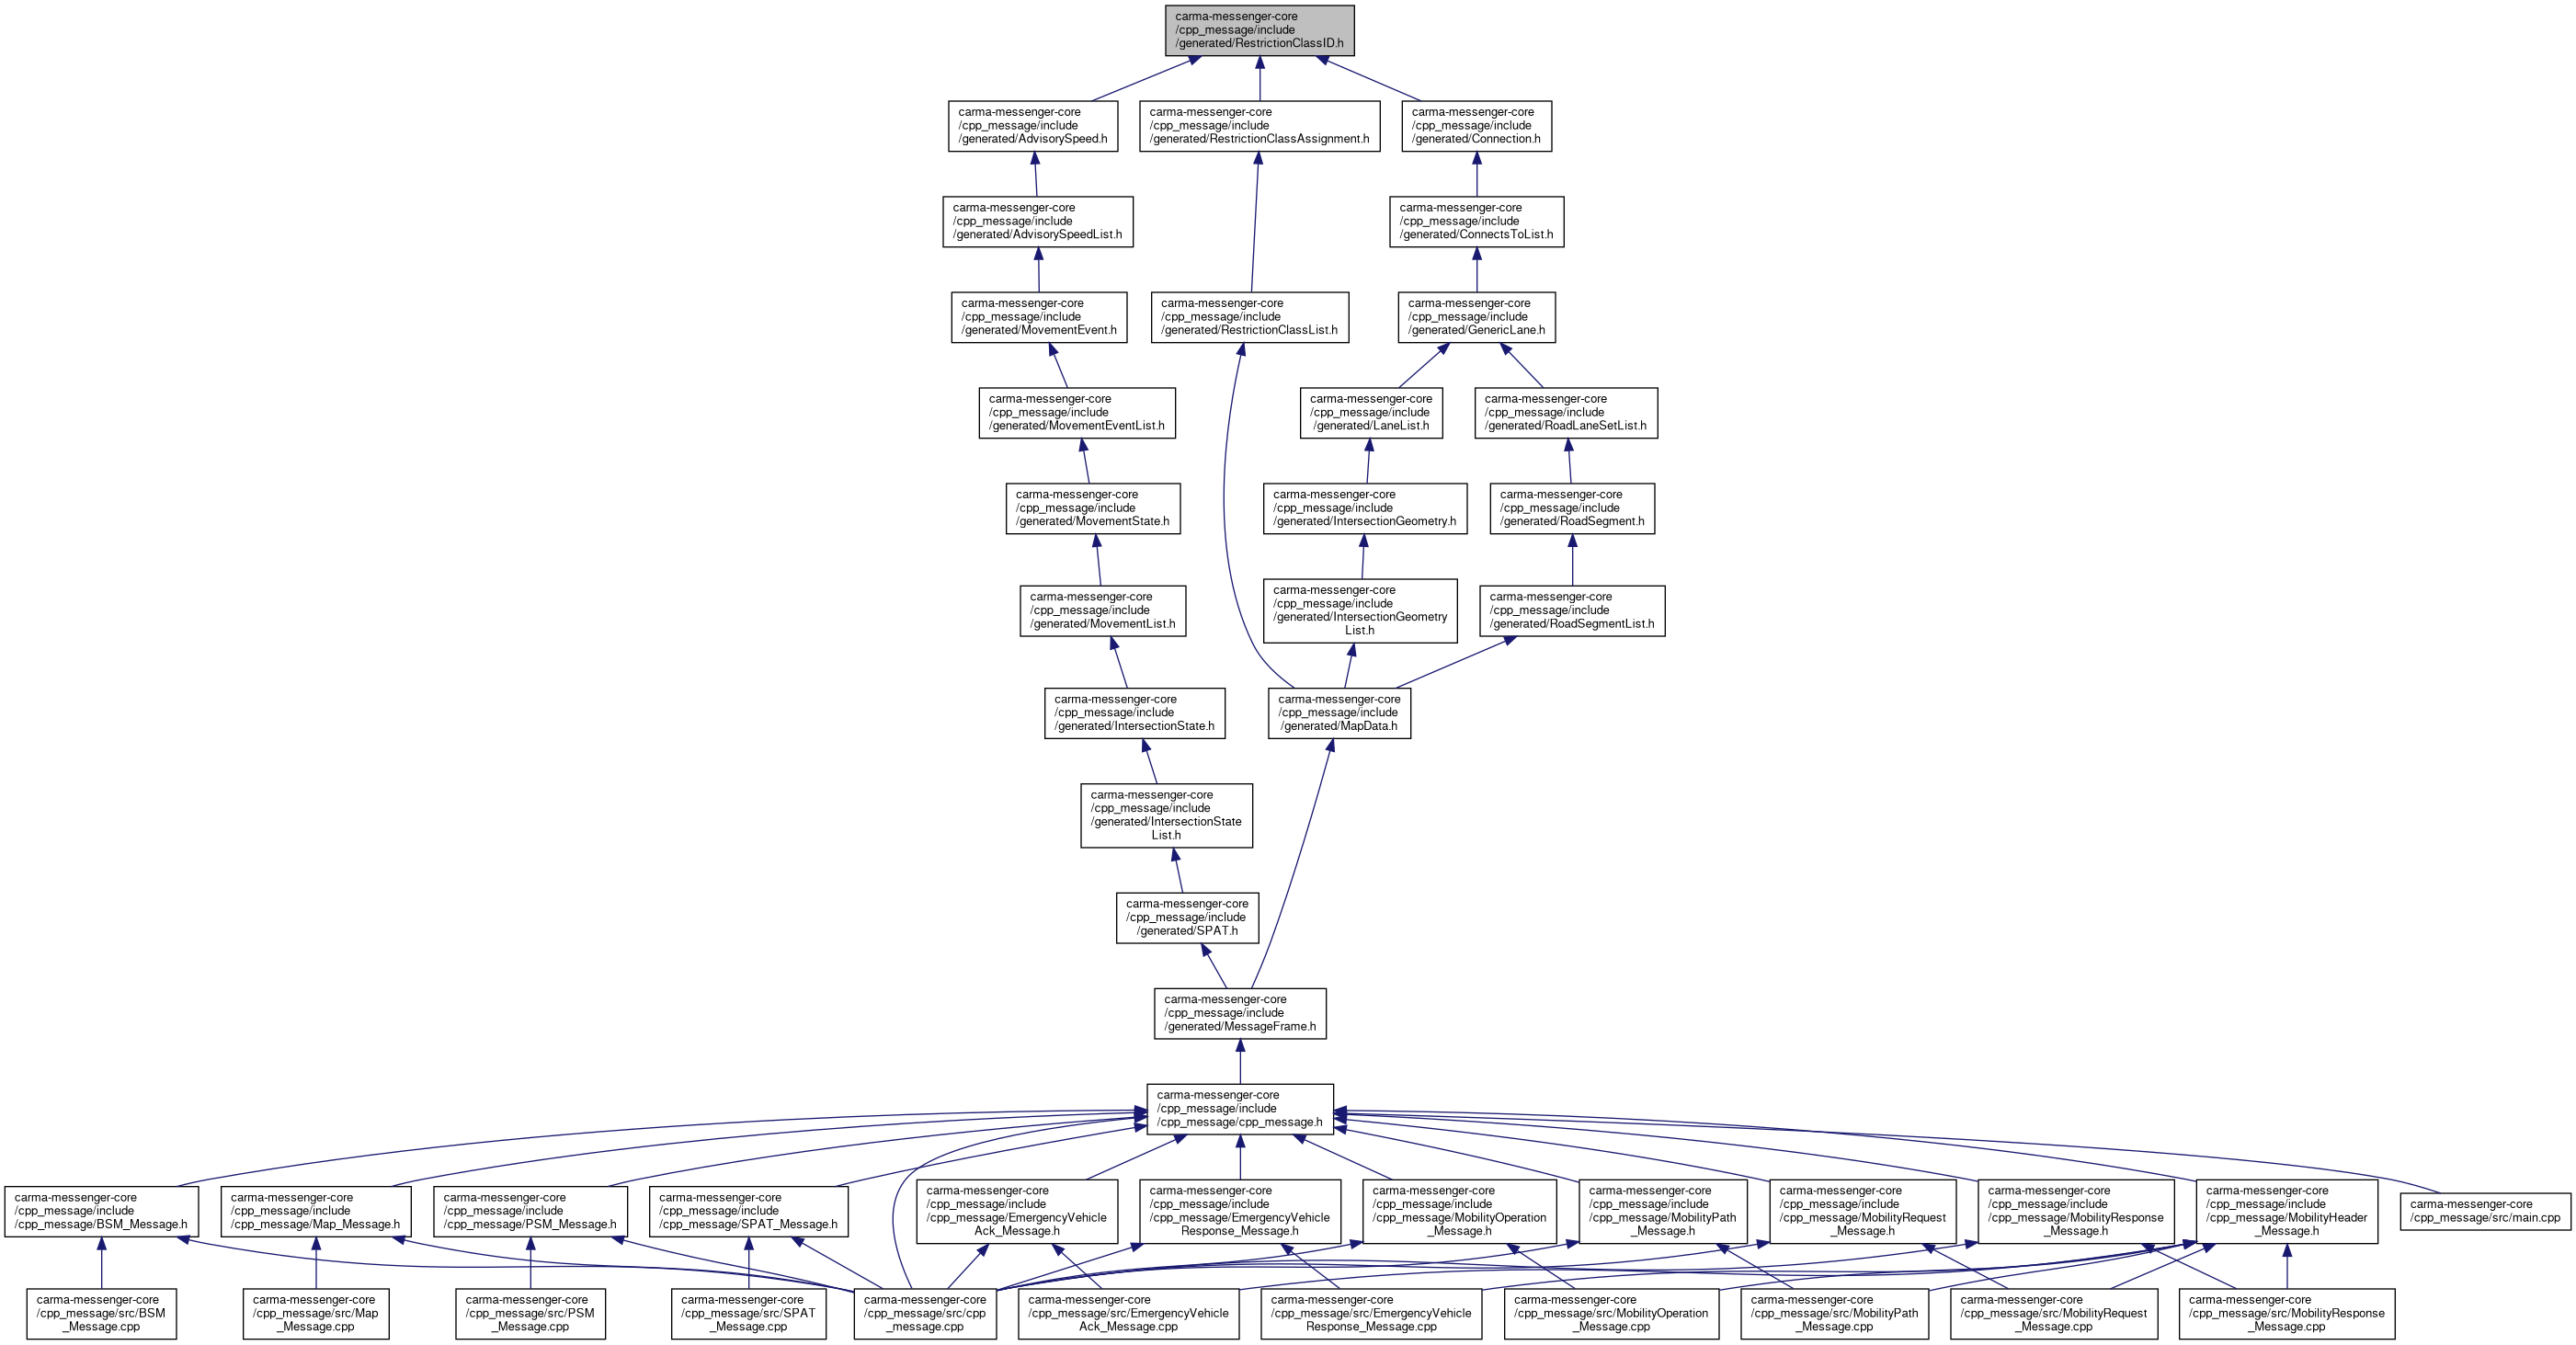 carma-messenger-core
/cpp_message/include
/generated/RestrictionClassID.h
carma-messenger-core
/cpp_message/include
/generated/AdvisorySpeed.h
carma-messenger-core
/cpp_message/include
/generated/RestrictionClassAssignment.h
carma-messenger-core
/cpp_message/include
/generated/Connection.h
carma-messenger-core
/cpp_message/include
/generated/AdvisorySpeedList.h
carma-messenger-core
/cpp_message/include
/generated/ConnectsToList.h
carma-messenger-core
/cpp_message/include
/generated/MovementEvent.h
carma-messenger-core
/cpp_message/include
/generated/RestrictionClassList.h
carma-messenger-core
/cpp_message/include
/generated/GenericLane.h
carma-messenger-core
/cpp_message/include
/generated/MovementEventList.h
carma-messenger-core
/cpp_message/include
/generated/LaneList.h
carma-messenger-core
/cpp_message/include
/generated/RoadLaneSetList.h
carma-messenger-core
/cpp_message/include
/generated/MovementState.h
carma-messenger-core
/cpp_message/include
/generated/IntersectionGeometry.h
carma-messenger-core
/cpp_message/include
/generated/RoadSegment.h
carma-messenger-core
/cpp_message/include
/generated/MovementList.h
carma-messenger-core
/cpp_message/include
/generated/IntersectionGeometry
List.h
carma-messenger-core
/cpp_message/include
/generated/RoadSegmentList.h
carma-messenger-core
/cpp_message/include
/generated/IntersectionState.h
carma-messenger-core
/cpp_message/include
/generated/MapData.h
carma-messenger-core
/cpp_message/include
/generated/IntersectionState
List.h
carma-messenger-core
/cpp_message/include
/generated/SPAT.h
carma-messenger-core
/cpp_message/include
/generated/MessageFrame.h
carma-messenger-core
/cpp_message/include
/cpp_message/cpp_message.h
carma-messenger-core
/cpp_message/include
/cpp_message/BSM_Message.h
carma-messenger-core
/cpp_message/include
/cpp_message/Map_Message.h
carma-messenger-core
/cpp_message/include
/cpp_message/PSM_Message.h
carma-messenger-core
/cpp_message/include
/cpp_message/SPAT_Message.h
carma-messenger-core
/cpp_message/include
/cpp_message/EmergencyVehicle
Ack_Message.h
carma-messenger-core
/cpp_message/include
/cpp_message/EmergencyVehicle
Response_Message.h
carma-messenger-core
/cpp_message/include
/cpp_message/MobilityOperation
_Message.h
carma-messenger-core
/cpp_message/include
/cpp_message/MobilityPath
_Message.h
carma-messenger-core
/cpp_message/include
/cpp_message/MobilityRequest
_Message.h
carma-messenger-core
/cpp_message/include
/cpp_message/MobilityResponse
_Message.h
carma-messenger-core
/cpp_message/include
/cpp_message/MobilityHeader
_Message.h
carma-messenger-core
/cpp_message/src/main.cpp
carma-messenger-core
/cpp_message/src/BSM
_Message.cpp
carma-messenger-core
/cpp_message/src/Map
_Message.cpp
carma-messenger-core
/cpp_message/src/PSM
_Message.cpp
carma-messenger-core
/cpp_message/src/SPAT
_Message.cpp
carma-messenger-core
/cpp_message/src/cpp
_message.cpp
carma-messenger-core
/cpp_message/src/EmergencyVehicle
Ack_Message.cpp
carma-messenger-core
/cpp_message/src/EmergencyVehicle
Response_Message.cpp
carma-messenger-core
/cpp_message/src/MobilityOperation
_Message.cpp
carma-messenger-core
/cpp_message/src/MobilityPath
_Message.cpp
carma-messenger-core
/cpp_message/src/MobilityRequest
_Message.cpp
carma-messenger-core
/cpp_message/src/MobilityResponse
_Message.cpp